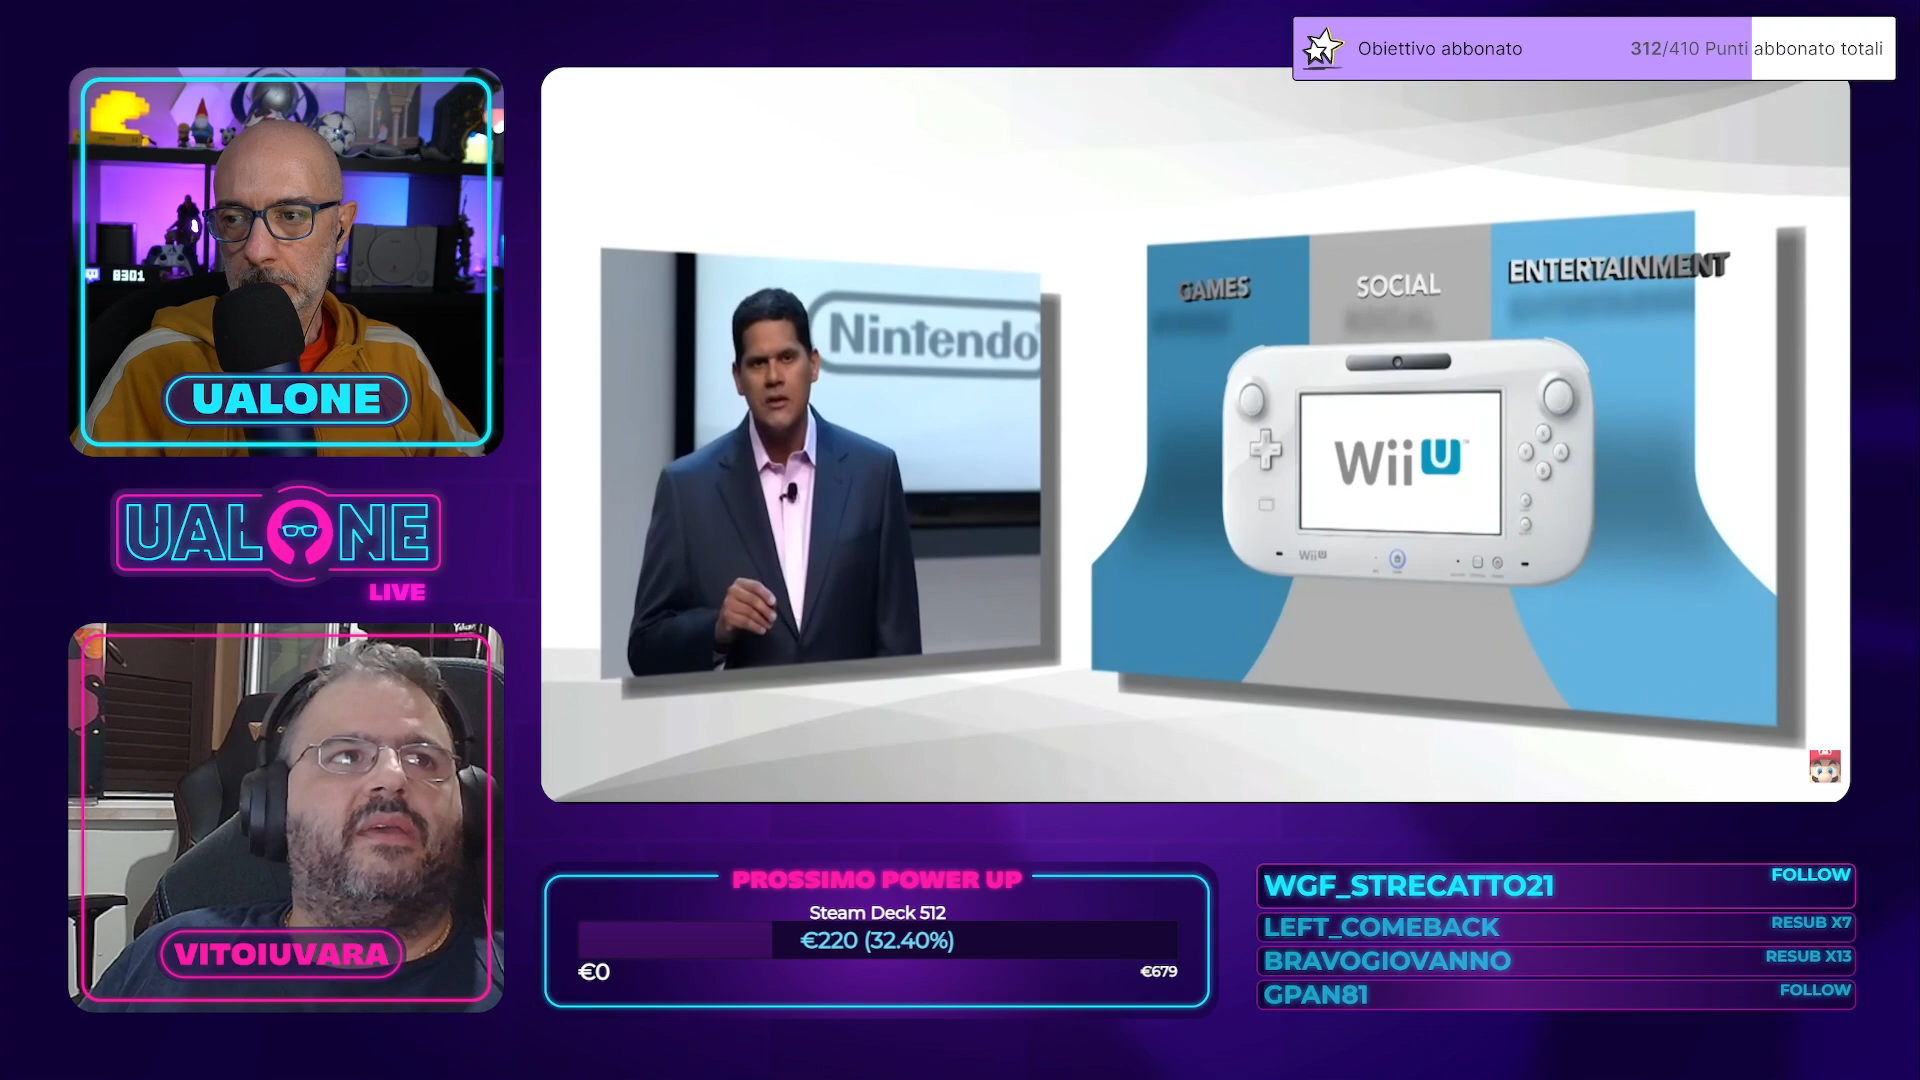 Obiettivo abbonato
312/410 Punti abbonato totali
8301
UALONE
UALONE
LIVE
VITOIUVARA
Nintendo
GAMES
SOCIAL
ENTERTAINMENT
Wii U
Wii U
PROSSIMO POWER UP
Steam Deck 512
€220 (32.40%)
€0
€679
WGF_STRECATTO21 FOLLOW
LEFT_COMEBACK RESUB X7
BRAVOGIOVANNO RESUB X13
GPAN81 FOLLOW